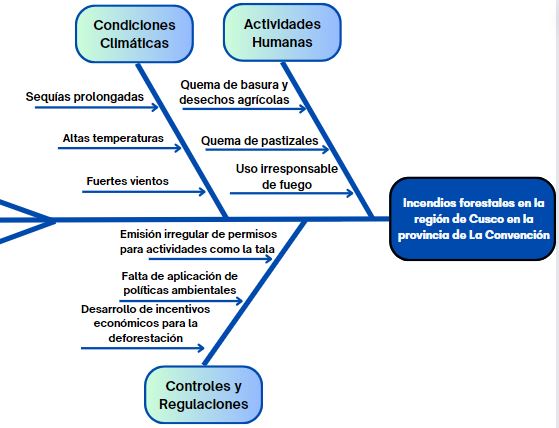 Condiciones
Climáticas
Actividades
Humanas
Sequías prolongadas
Altas temperaturas
Fuertes vientos
Quema de basura y
desechos agrícolas
Quema de pastizales
Uso irresponsable
de fuego
Incendios forestales en la
región de Cusco en la
provincia de La Convención
Emisión irregular de permisos
para actividades como la tala
Falta de aplicación de
políticas ambientales
Desarrollo de incentivos
económicos para la
deforestación
Controles y
Regulaciones